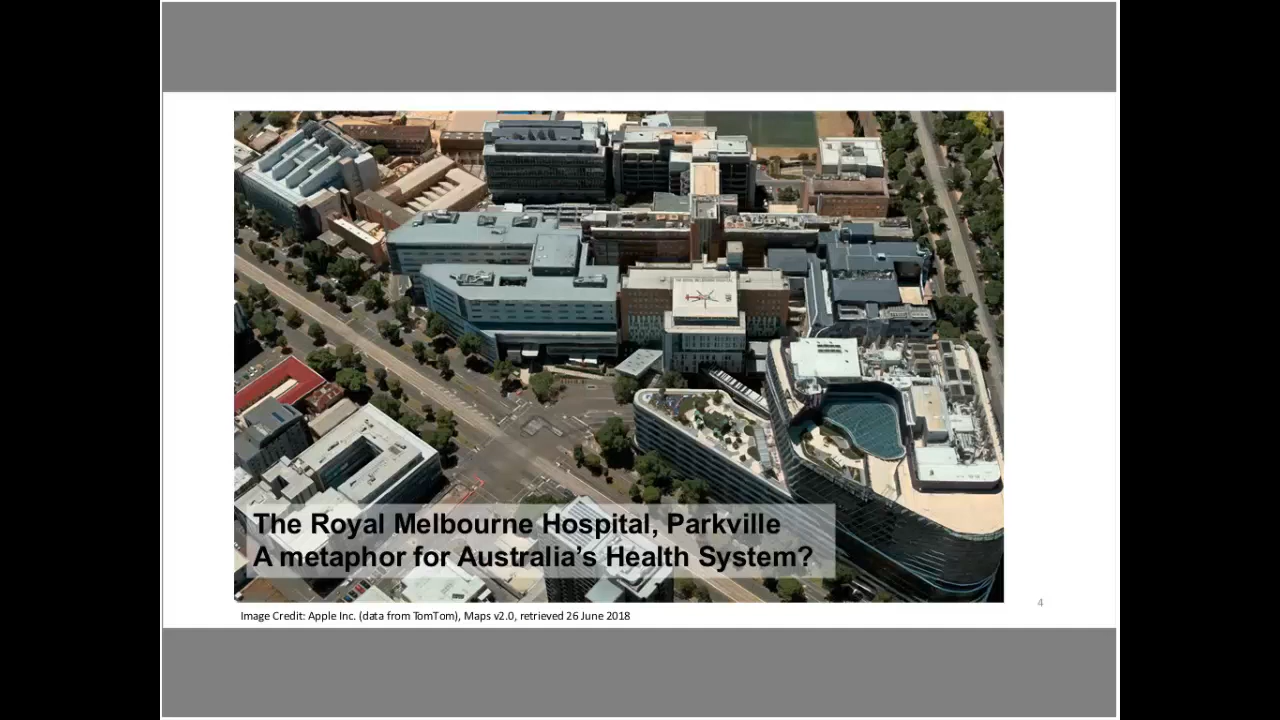 The Royal Melbourne Hospital, Parkville
A metaphor for Australia's Health System?
4
Image Credit: Apple Inc. (data from TomTom), Maps v2.0, retrieved 26 June 2018